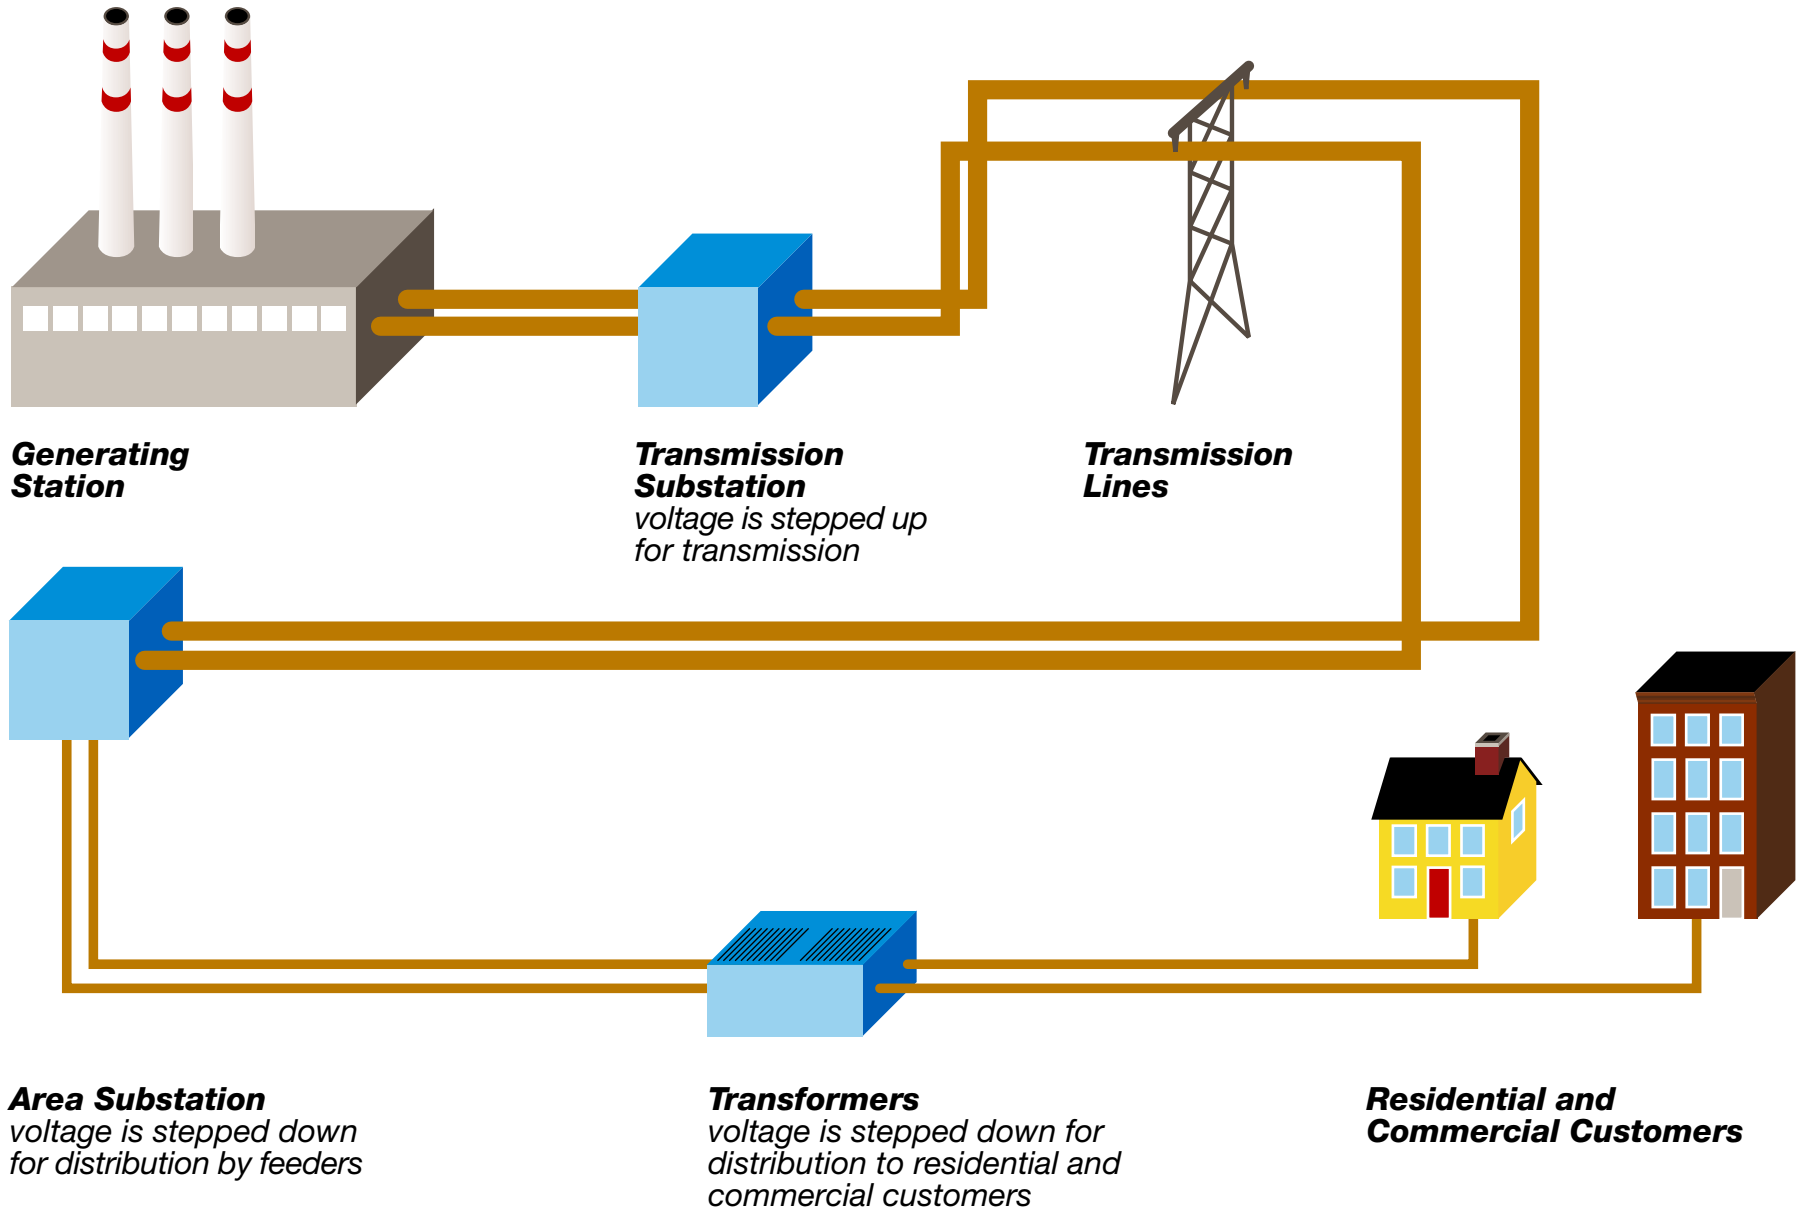 Generating
Station
Transmission
Substation
voltage is stepped up
for transmission
Transmission
Lines
Area Substation
voltage is stepped down
for distribution by feeders
Transformers
voltage is stepped down for
distribution to residential and
commercial customers
Residential and
Commercial Customers